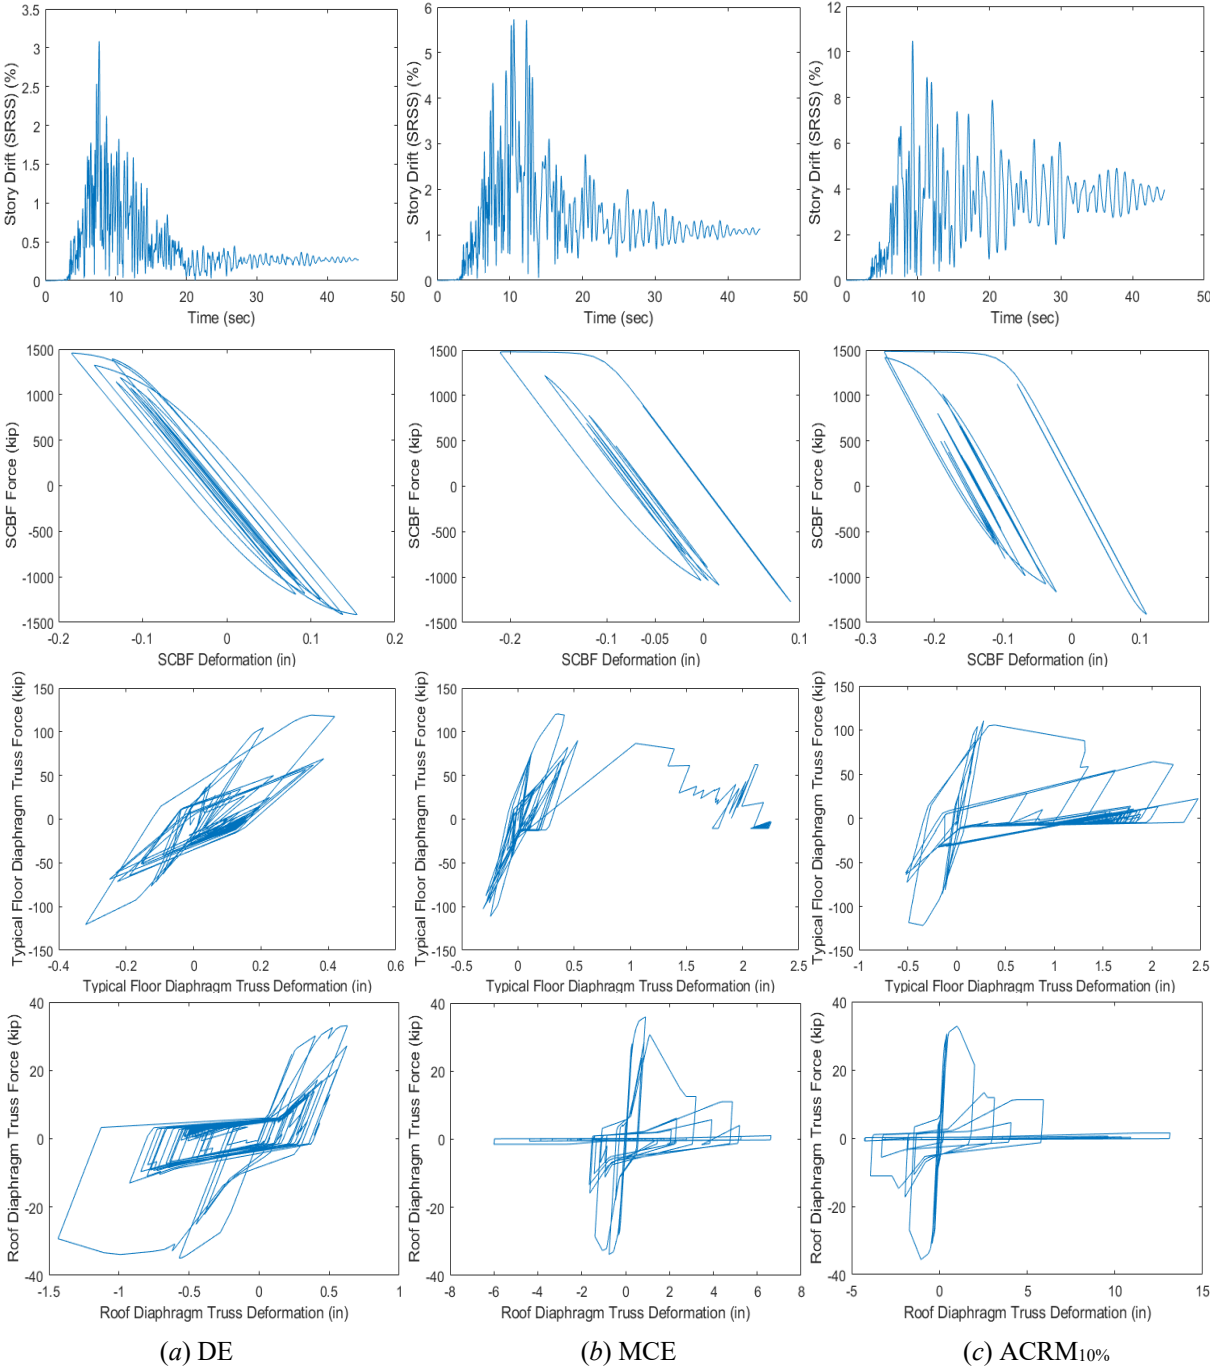 3.5
3
2.5
2
1.5
1
0.5
0
0 10 20 30 40 50
Story Drift (SRSS) (%)
Time (sec)
6
5
4
3
2
1
0
0 10 20 30 40 50
Story Drift (SRSS) (%)
Time (sec)
12
10
8
6
4
2
0
0 10 20 30 40 50
Story Drift (SRSS) (%)
Time (sec)
1500
1000
500
0
-500
-1000
-1500
-0.2 -0.1 0 0.1 0.2
SCBF Force (kip)
SCBF Deformation (in)
1500
1000
500
0
-500
-1000
-1500
-0.2 -0.1 -0.05 0 0.1
SCBF Force (kip)
SCBF Deformation (in)
1500
1000
500
0
-500
-1000
-1500
-0.3 -0.2 -0.1 0 0.1
SCBF Force (kip)
SCBF Deformation (in)
150
100
50
0
-50
-100
-150
-0.4 -0.2 0 0.2 0.4 0.6
Typical Floor Diaphragm Truss Force (kip)
Typical Floor Diaphragm Truss Deformation (in)
150
100
50
0
-50
-100
-150
-0.5 0 0.5 1 1.5 2 2.5
Typical Floor Diaphragm Truss Force (kip)
Typical Floor Diaphragm Truss Deformation (in)
150
100
50
0
-50
-100
-150
-1 -0.5 0 0.5 1 1.5 2 2.5
Typical Floor Diaphragm Truss Force (kip)
Typical Floor Diaphragm Truss Deformation (in)
40
20
0
-20
-40
-1.5 -1 -0.5 0 0.5 1
Roof Diaphragm Truss Force (kip)
Roof Diaphragm Truss Deformation (in)
40
20
0
-20
-40
-8 -6 -4 -2 0 2 4 6 8
Roof Diaphragm Truss Force (kip)
Roof Diaphragm Truss Deformation (in)
40
20
0
-20
-40
-5 0 5 10 15
Roof Diaphragm Truss Force (kip)
Roof Diaphragm Truss Deformation (in)
(a) DE
(b) MCE
(c) ACRM10%